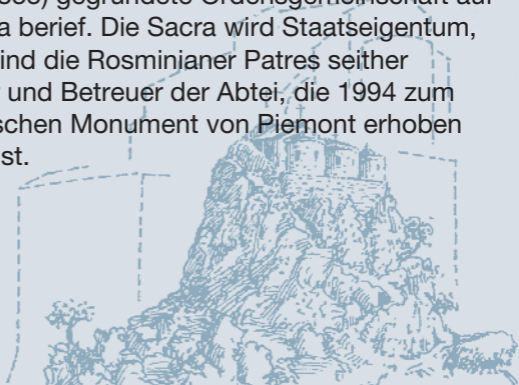 gegründete Ordensgemeinschaft auf
a berief. Die Sacra wird Staatseigentum,
ind die Rosminianer Patres seither
und Betreuer der Abtei, die 1994 zum
schen Monument von Piemont erhoben
st.